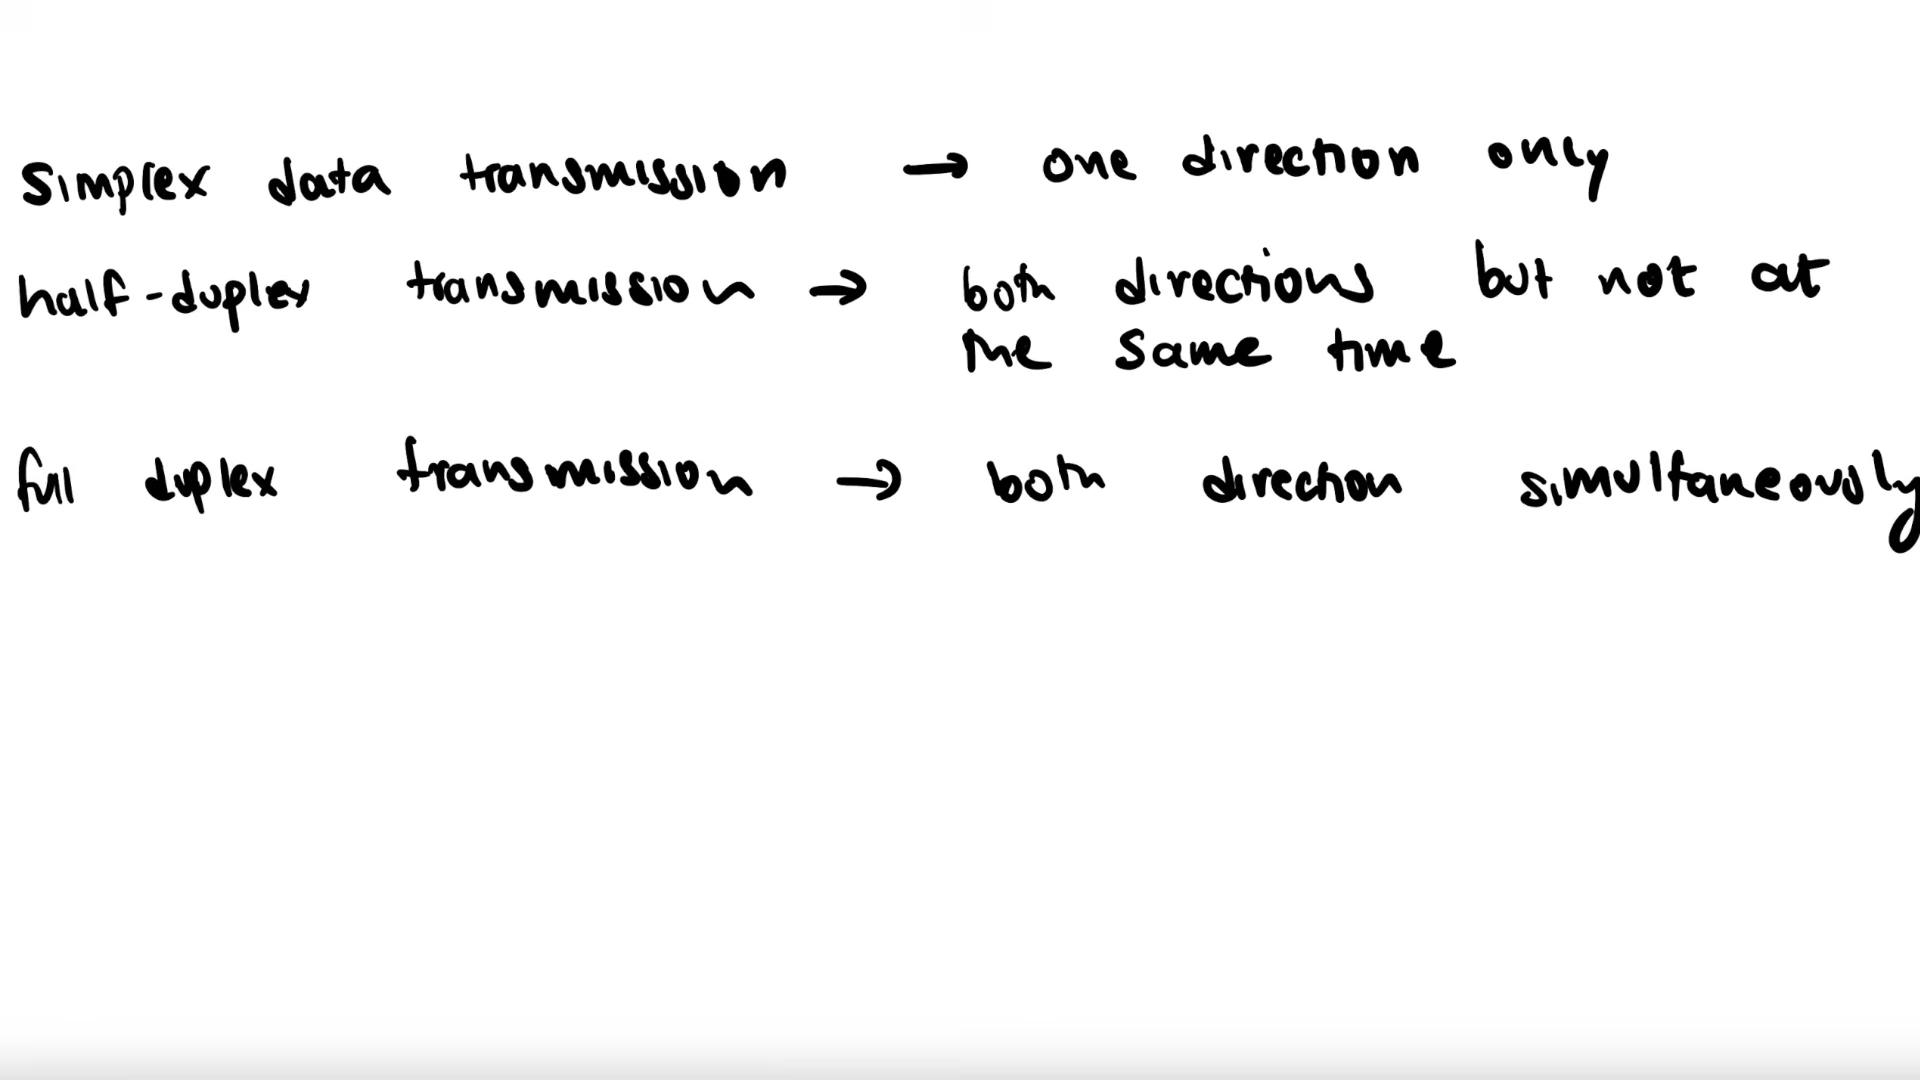 Simplex data transmission → one direction only
half-duplex transmission → both directions but not at
the same time
full duplex transmission → both direction simultaneously